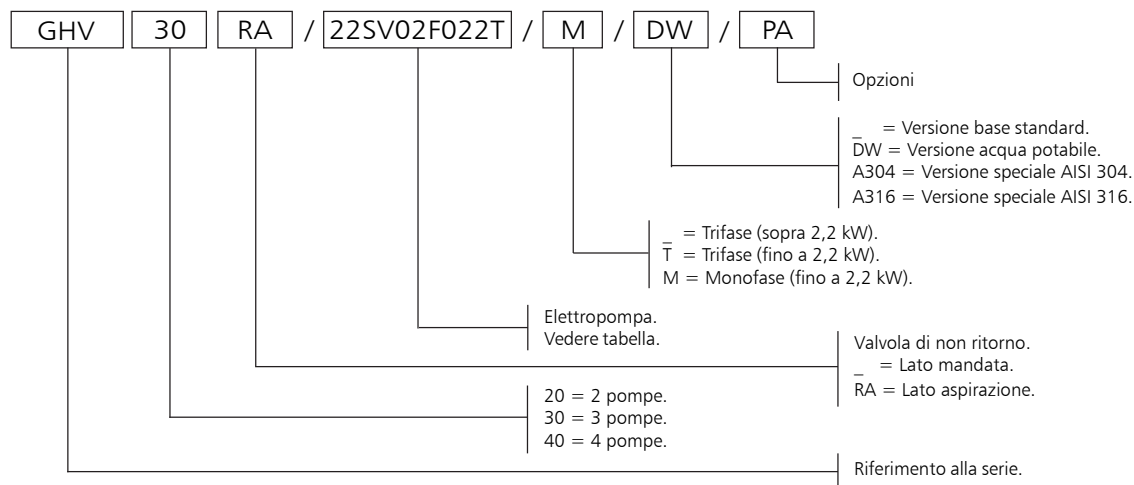 GHV 30 RA / 22SV02F022T / M / DW / PA
Opzioni
_ = Versione base standard.
DW = Versione acqua potabile.
A304 = Versione speciale AISI 304.
A316 = Versione speciale AISI 316.
_ = Trifase (sopra 2,2 kW).
T = Trifase (fino a 2,2 kW).
M = Monofase (fino a 2,2 kW).
Elettropompa.
Vedere tabella.
Valvola di non ritorno.
_ = Lato mandata.
RA = Lato aspirazione.
20 = 2 pompe.
30 = 3 pompe.
40 = 4 pompe.
Riferimento alla serie.